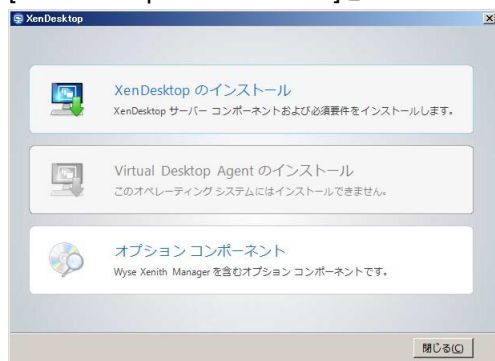 XenDesktop
XenDesktop のインストール
XenDesktop サーバー コンポーネントおよび必須要件をインストールします。
Virtual Desktop Agent のインストール
このオペレーティング システムにはインストールできません。
オプション コンポーネント
Wyse Xenith Manager を含むオプション コンポーネントです。
閉じる(C)